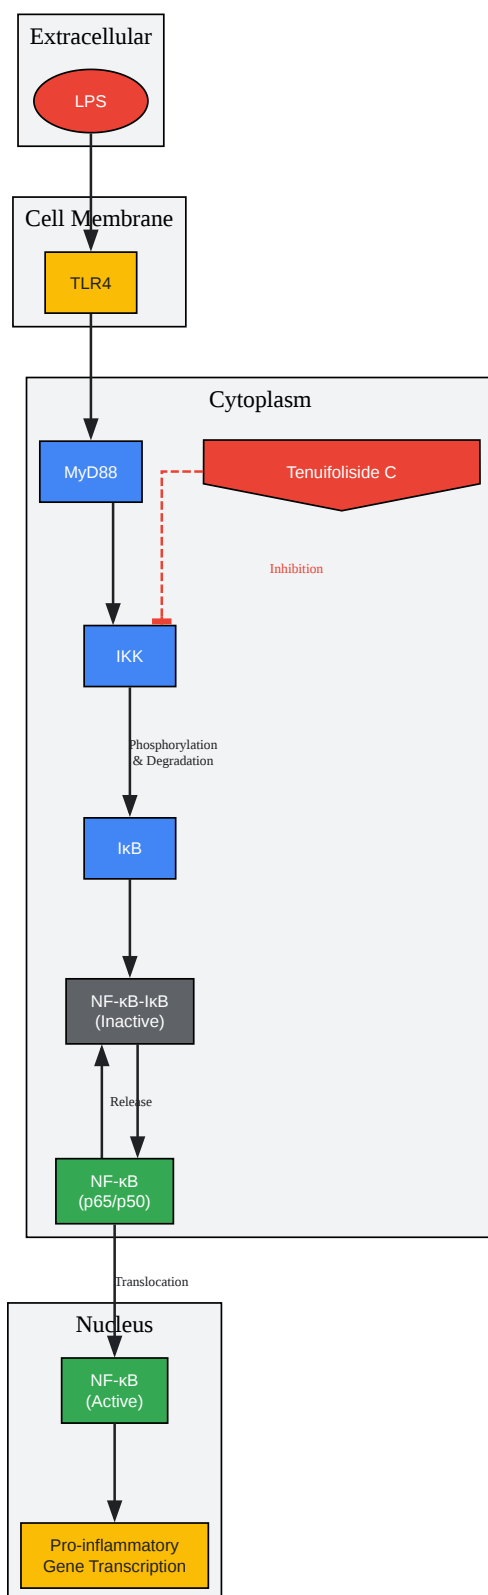 Extracellular
LPS
Cell Membrane
TLR4
Cytoplasm
MyD88
Tenuifoliside C
Inhibition
IKK
Phosphorylation
& Degradation
IκB
NF-κB-IκB
(Inactive)
Release
NF-κB
(p65/p50)
Translocation
Nucleus
NF-κB
(Active)
Pro-inflammatory
Gene Transcription